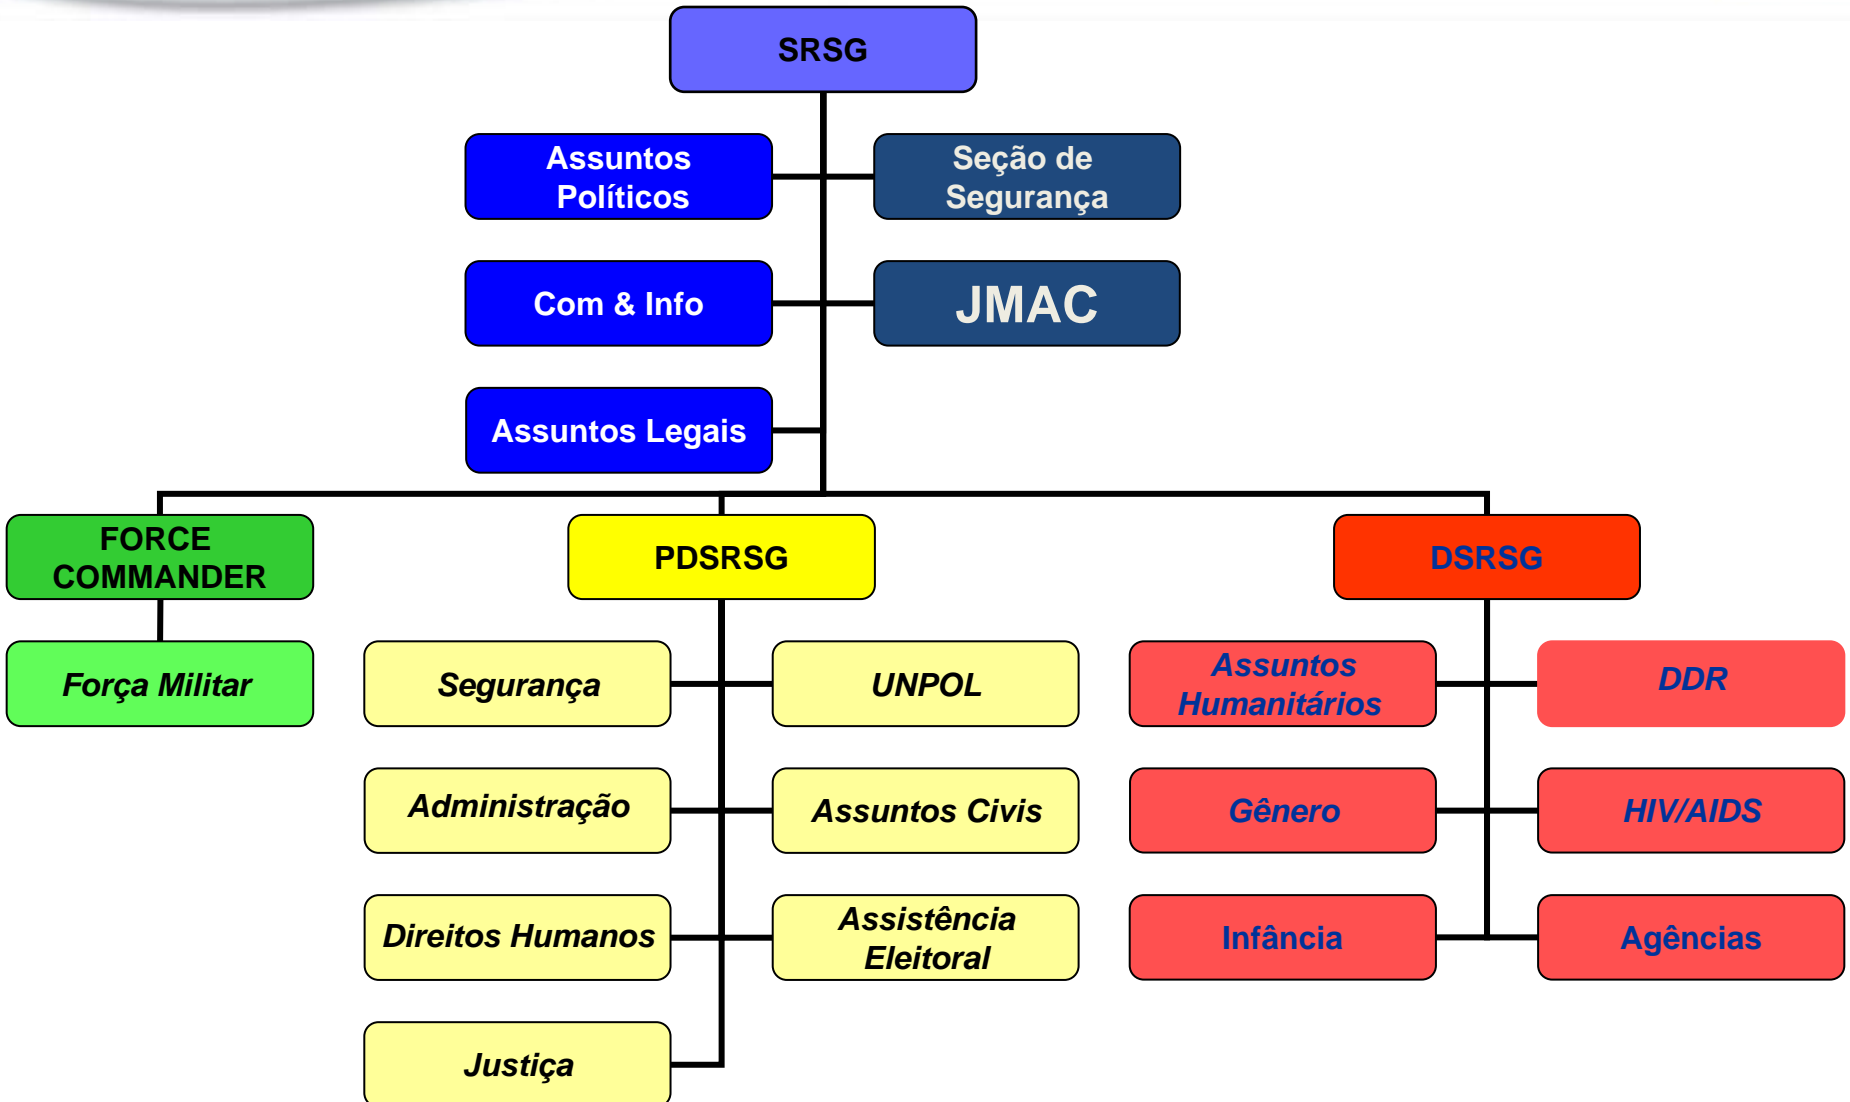 SRSG
Assuntos
Políticos
Seção de
Segurança
Com & Info
JMAC
Assuntos Legais
FORCE
COMMANDER
PDSRSG
DSRSG
Força Militar
Segurança
UNPOL
Assuntos
Humanitários
DDR
Administração
Assuntos Civis
Gênero
HIV/AIDS
Direitos Humanos
Assistência
Eleitoral
Infância
Agências
Justiça